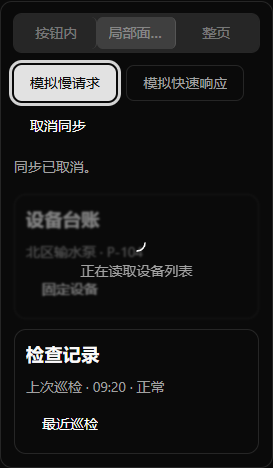 按钮内 局部面... 整页
模拟慢请求 模拟快速响应
取消同步
同步已取消。
设备台账
北区输水泵 · P-104
正在读取设备列表
固定设备
检查记录
上次巡检 · 09:20 · 正常
最近巡检